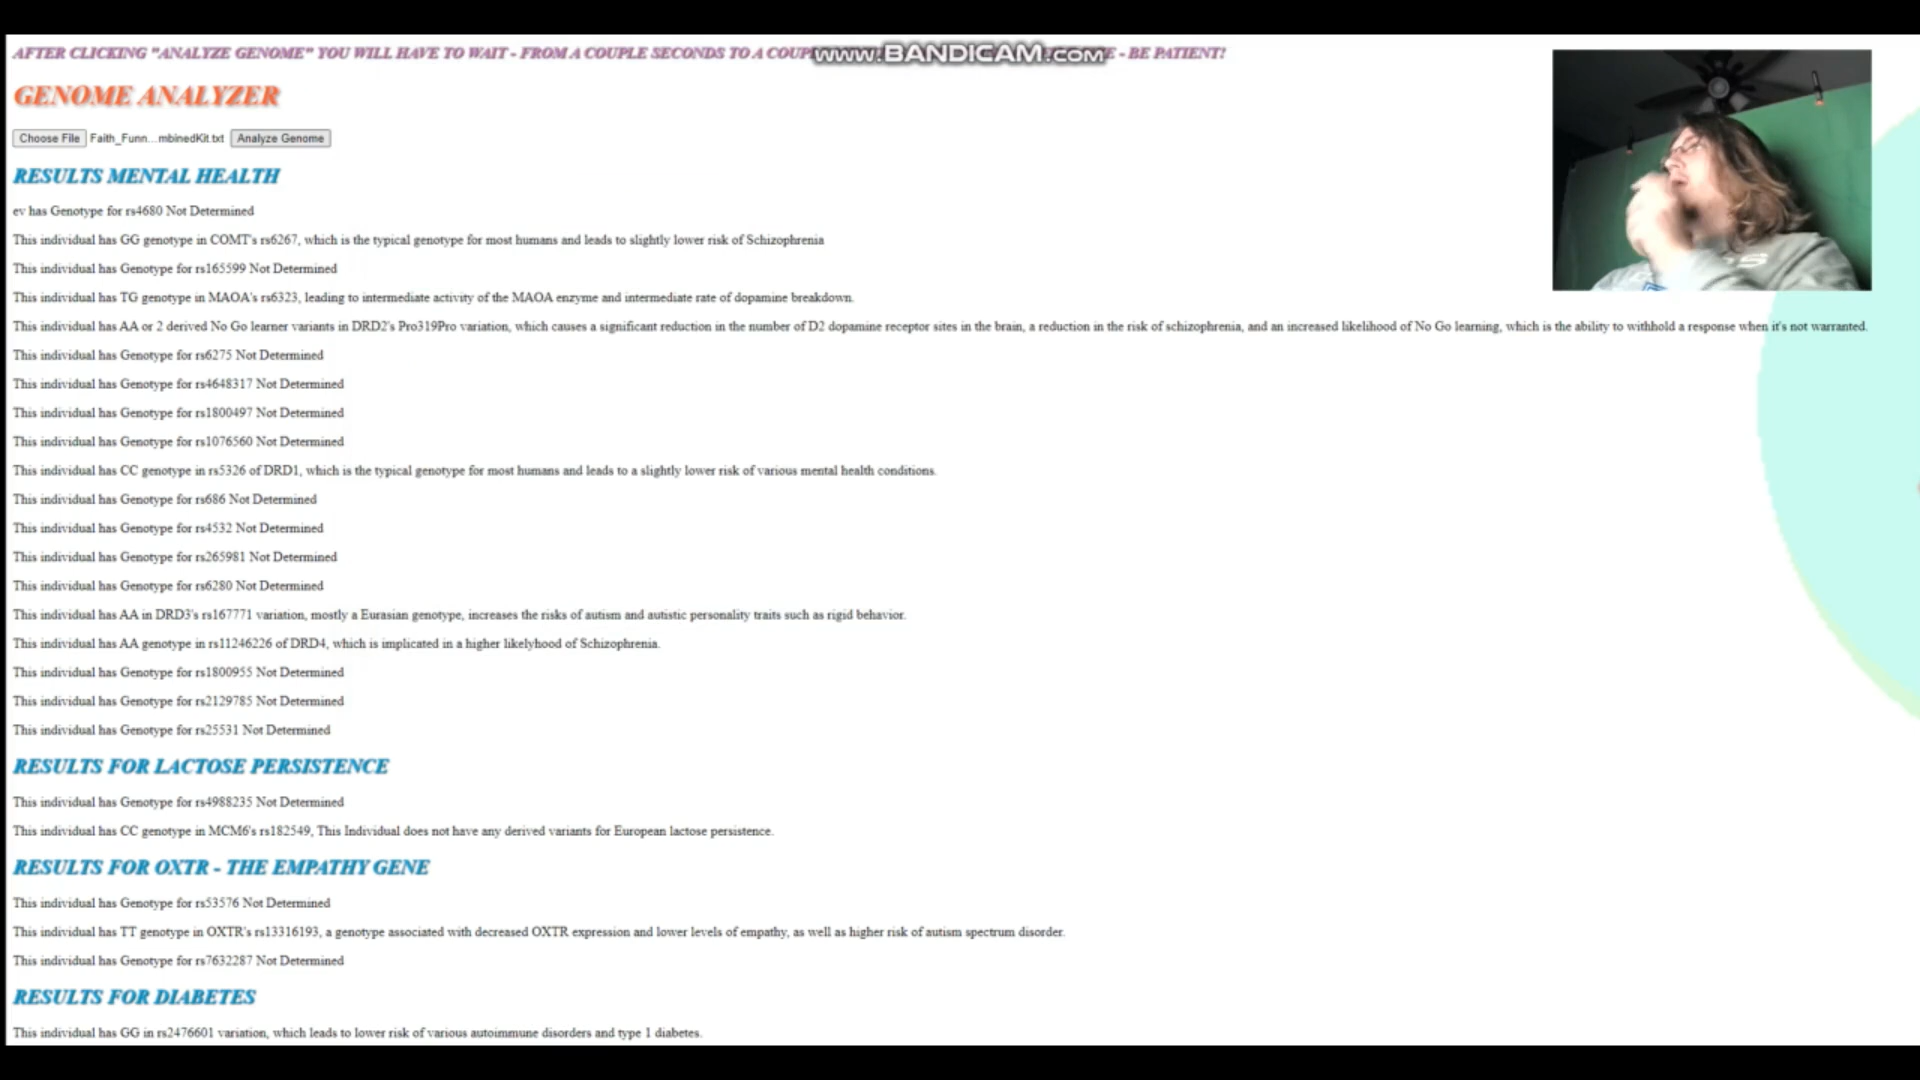 AFTER CLICKING "ANALYZE GENOME" YOU WILL HAVE TO WAIT - FROM A COUPLE SECONDS TO A COUP - BE PATIENT!
www.BANDICAM.com
GENOME ANALYZER
Choose File Faith_Funn...mbinedKit.txt Analyze Genome
RESULTS MENTAL HEALTH
ev has Genotype for rs4680 Not Determined
This individual has GG genotype in COMT's rs6267, which is the typical genotype for most humans and leads to slightly lower risk of Schizophrenia
This individual has Genotype for rs165599 Not Determined
This individual has TG genotype in MAOA's rs6323, leading to intermediate activity of the MAOA enzyme and intermediate rate of dopamine breakdown.
This individual has AA or 2 derived No Go learner variants in DRD2's Pro319Pro variation, which causes a significant reduction in the number of D2 dopamine receptor sites in the brain, a reduction in the risk of schizophrenia, and an increased likelihood of No Go learning, which is the ability to withhold a response when it's not warranted.
This individual has Genotype for rs6275 Not Determined
This individual has Genotype for rs4648317 Not Determined
This individual has Genotype for rs1800497 Not Determined
This individual has Genotype for rs1076560 Not Determined
This individual has CC genotype in rs5326 of DRD1, which is the typical genotype for most humans and leads to a slightly lower risk of various mental health conditions.
This individual has Genotype for rs686 Not Determined
This individual has Genotype for rs4532 Not Determined
This individual has Genotype for rs265981 Not Determined
This individual has Genotype for rs6280 Not Determined
This individual has AA in DRD3's rs167771 variation, mostly a Eurasian genotype, increases the risks of autism and autistic personality traits such as rigid behavior.
This individual has AA genotype in rs11246226 of DRD4, which is implicated in a higher likelyhood of Schizophrenia.
This individual has Genotype for rs1800955 Not Determined
This individual has Genotype for rs2129785 Not Determined
This individual has Genotype for rs25531 Not Determined
RESULTS FOR LACTOSE PERSISTENCE
This individual has Genotype for rs4988235 Not Determined
This individual has CC genotype in MCM6's rs182549, This Individual does not have any derived variants for European lactose persistence.
RESULTS FOR OXTR - THE EMPATHY GENE
This individual has Genotype for rs53576 Not Determined
This individual has TT genotype in OXTR's rs13316193, a genotype associated with decreased OXTR expression and lower levels of empathy, as well as higher risk of autism spectrum disorder.
This individual has Genotype for rs7632287 Not Determined
RESULTS FOR DIABETES
This individual has GG in rs2476601 variation, which leads to lower risk of various autoimmune disorders and type 1 diabetes.